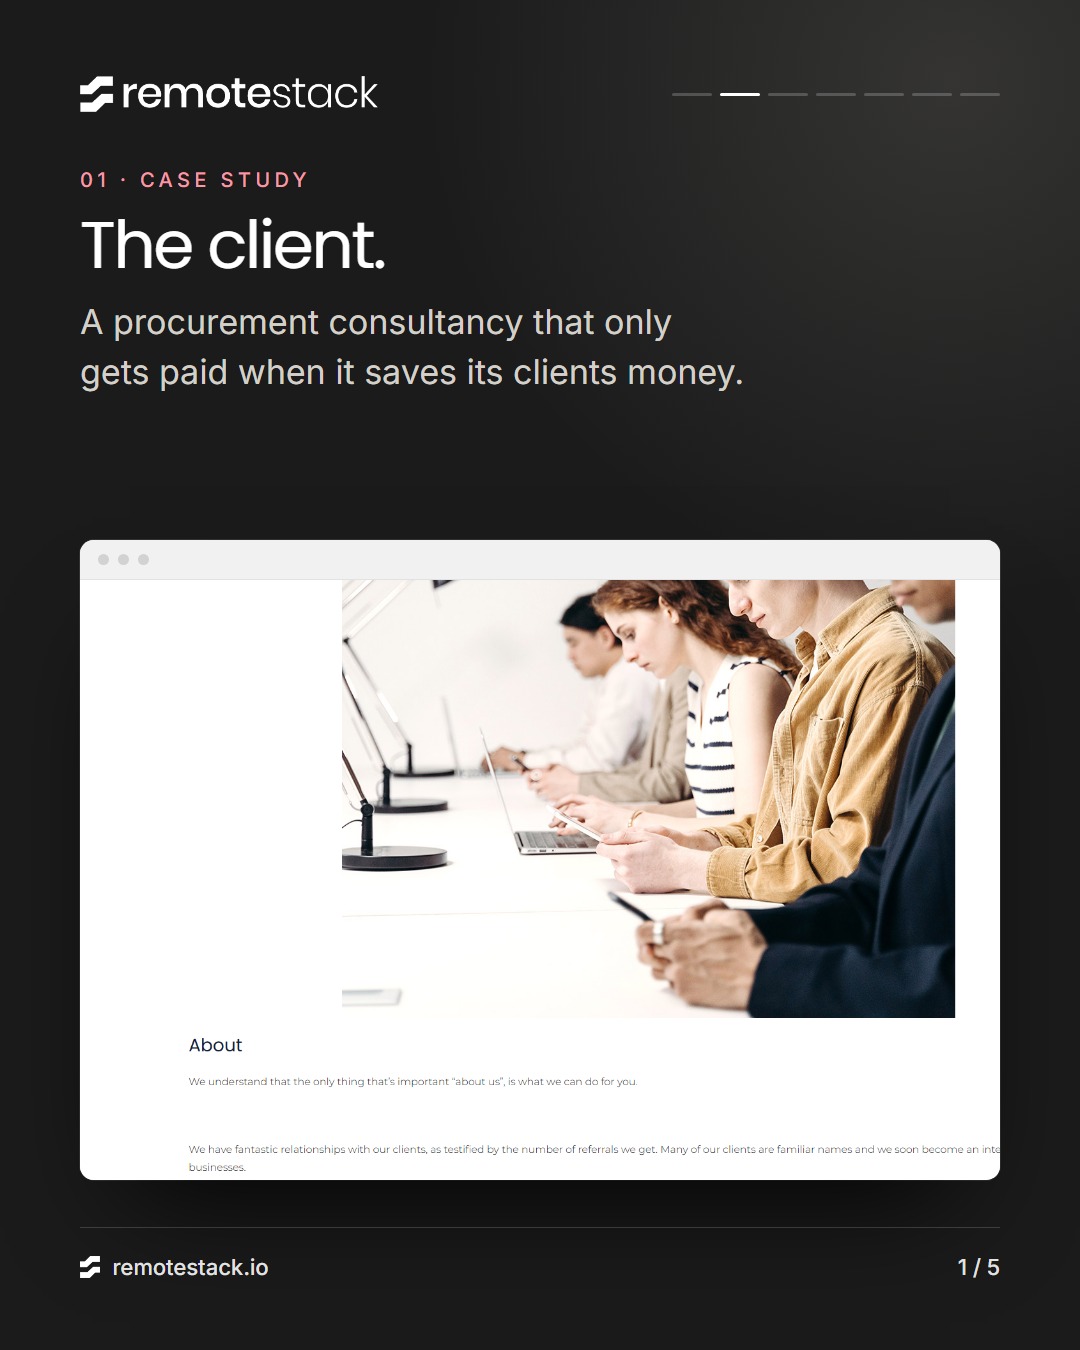 remotestack
01 · CASE STUDY
The client.
A procurement consultancy that only
gets paid when it saves its clients money.
About
We understand that the only thing that's important “about us”, is what we can do for you.
We have fantastic relationships with our clients, as testified by the number of referrals we get. Many of our clients are familiar names and we soon become an inte
businesses.
remotestack.io
1 / 5